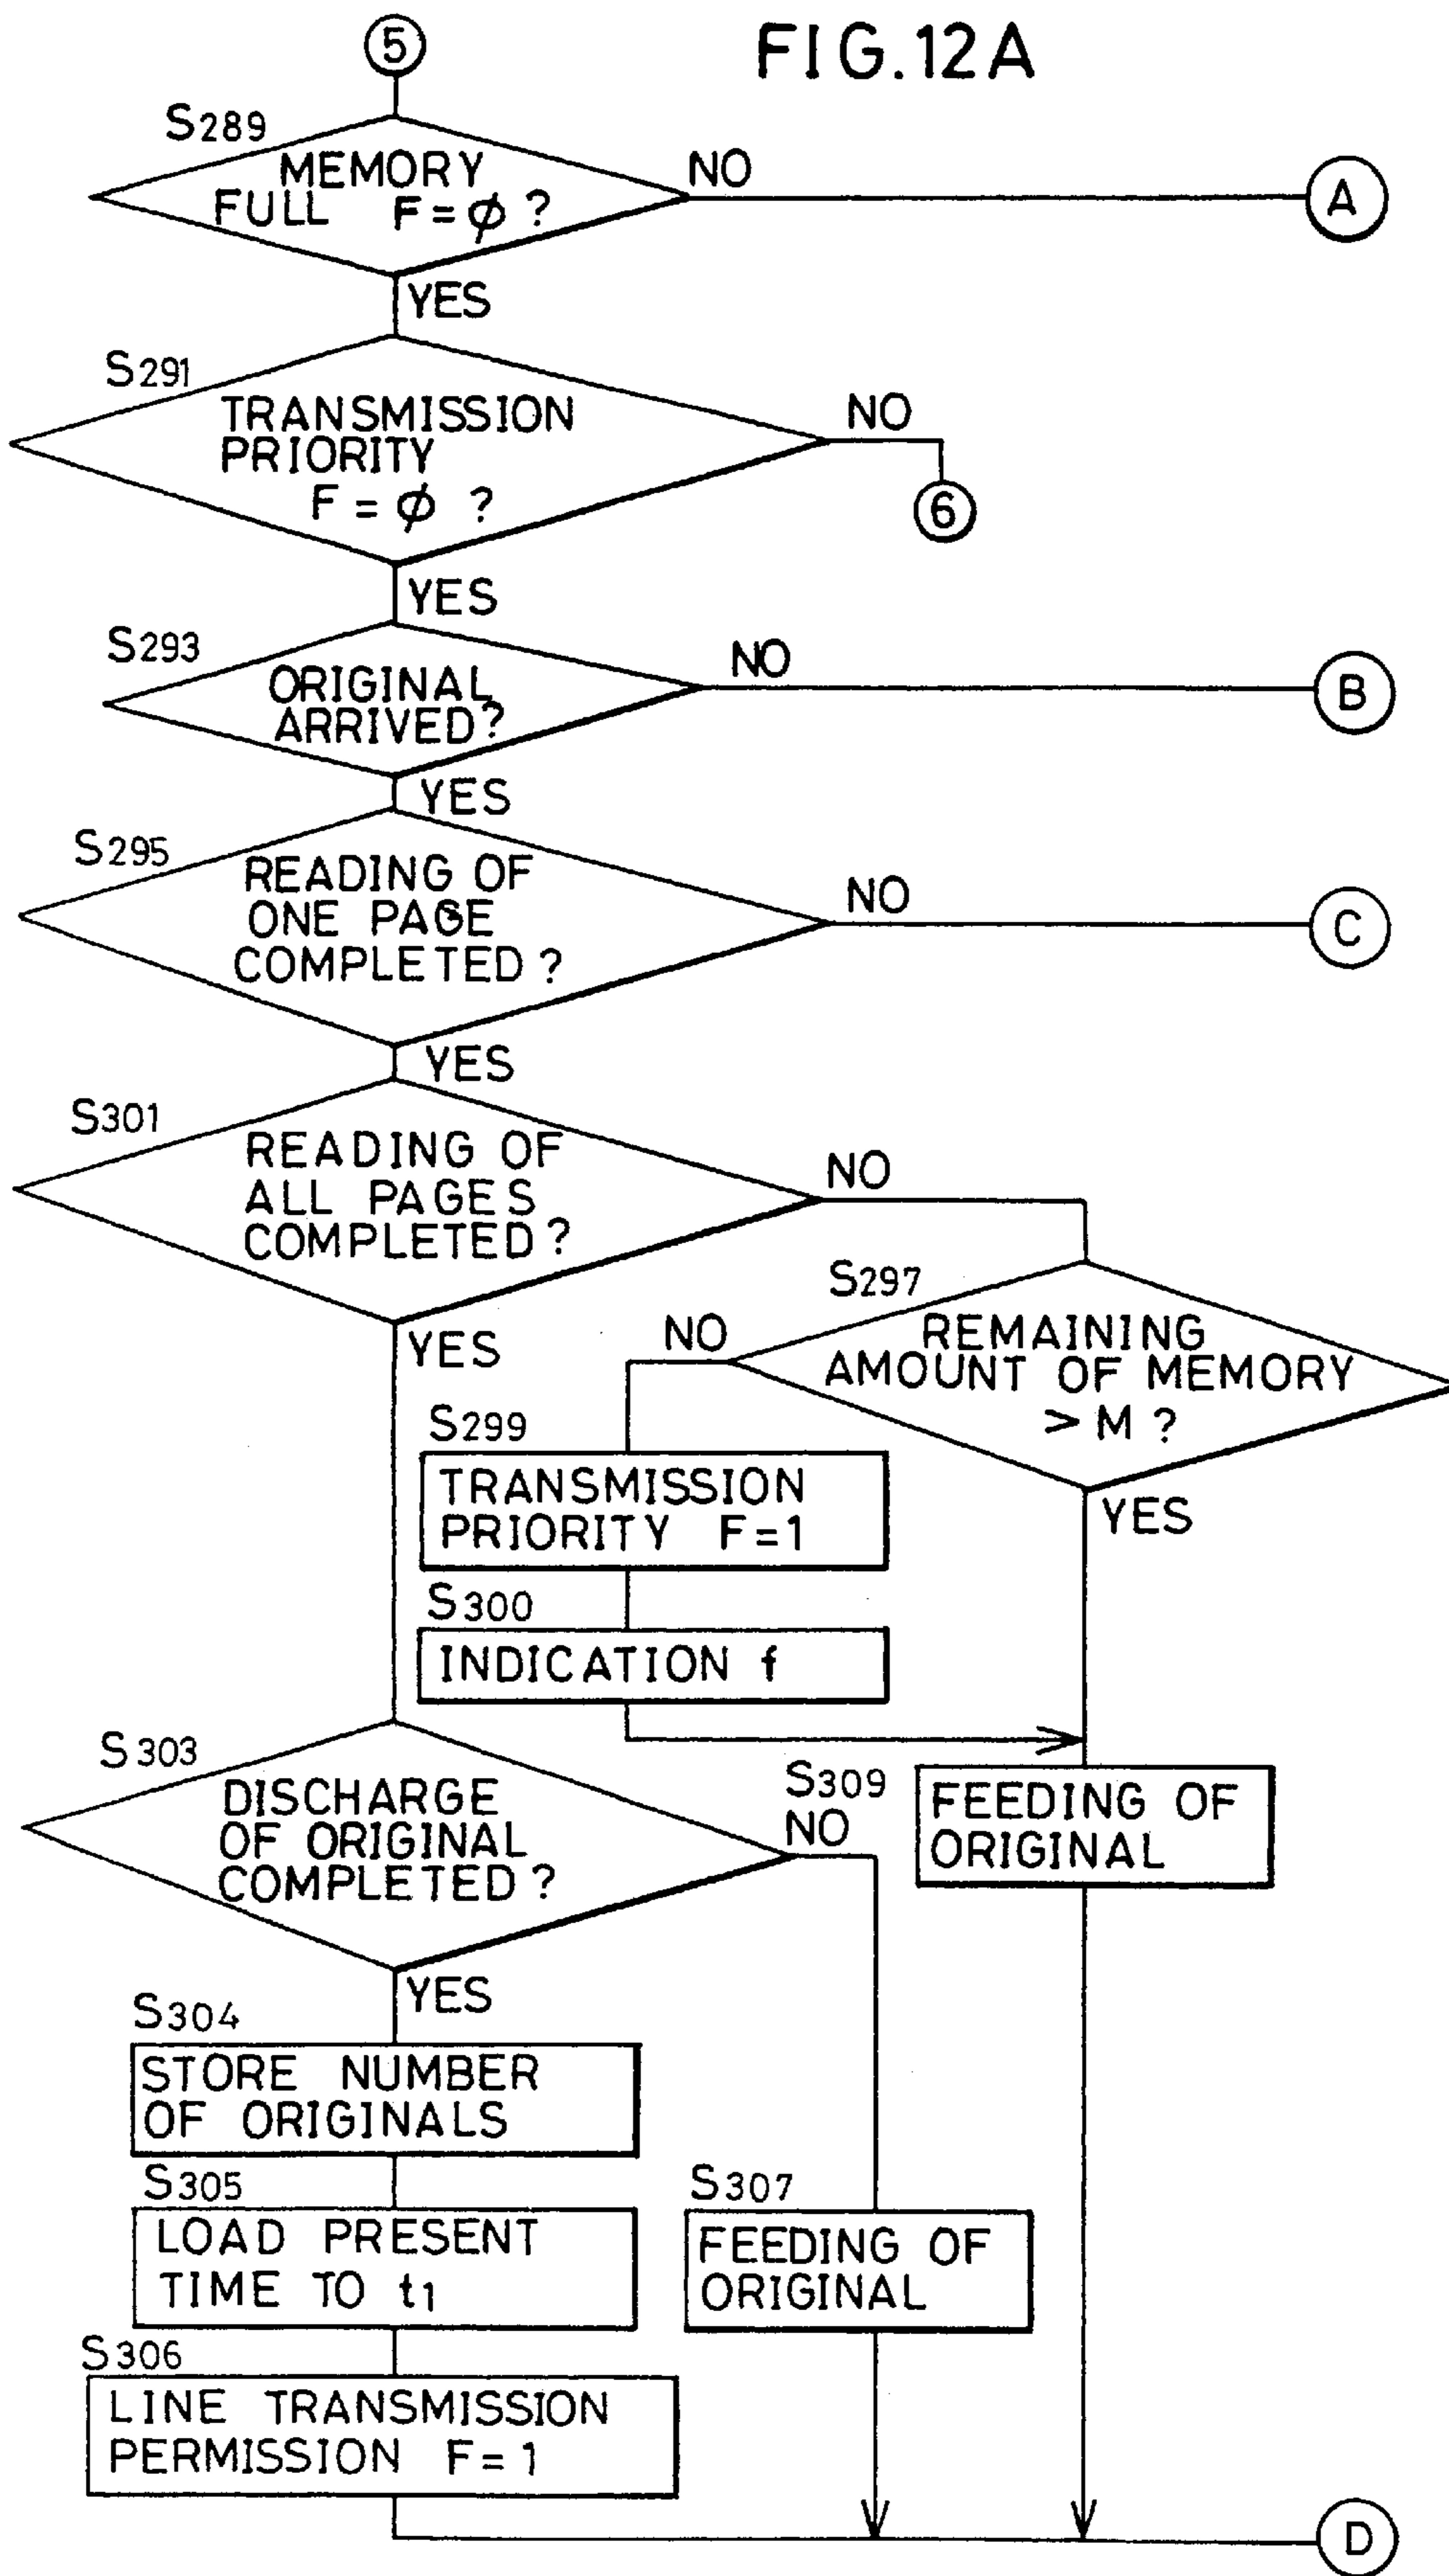 FIG.12A
5
S289
MEMORY
FULL F=φ ?
NO
A
YES
S291
TRANSMISSION
PRIORITY
F = φ ?
NO
6
YES
S293
ORIGINAL
ARRIVED?
NO
B
YES
S295
READING OF
ONE PAGE
COMPLETED ?
NO
C
YES
S301
READING OF
ALL PAGES
COMPLETED ?
NO
YES
S297
REMAINING
AMOUNT OF MEMORY
> M ?
NO
YES
S299
TRANSMISSION
PRIORITY F=1
S300
INDICATION f
S303
DISCHARGE
OF ORIGINAL
COMPLETED ?
NO
S309
FEEDING OF
ORIGINAL
YES
S304
STORE NUMBER
OF ORIGINALS
S305
LOAD PRESENT
TIME TO t1
S307
FEEDING OF
ORIGINAL
S306
LINE TRANSMISSION
PERMISSION F= 1
D